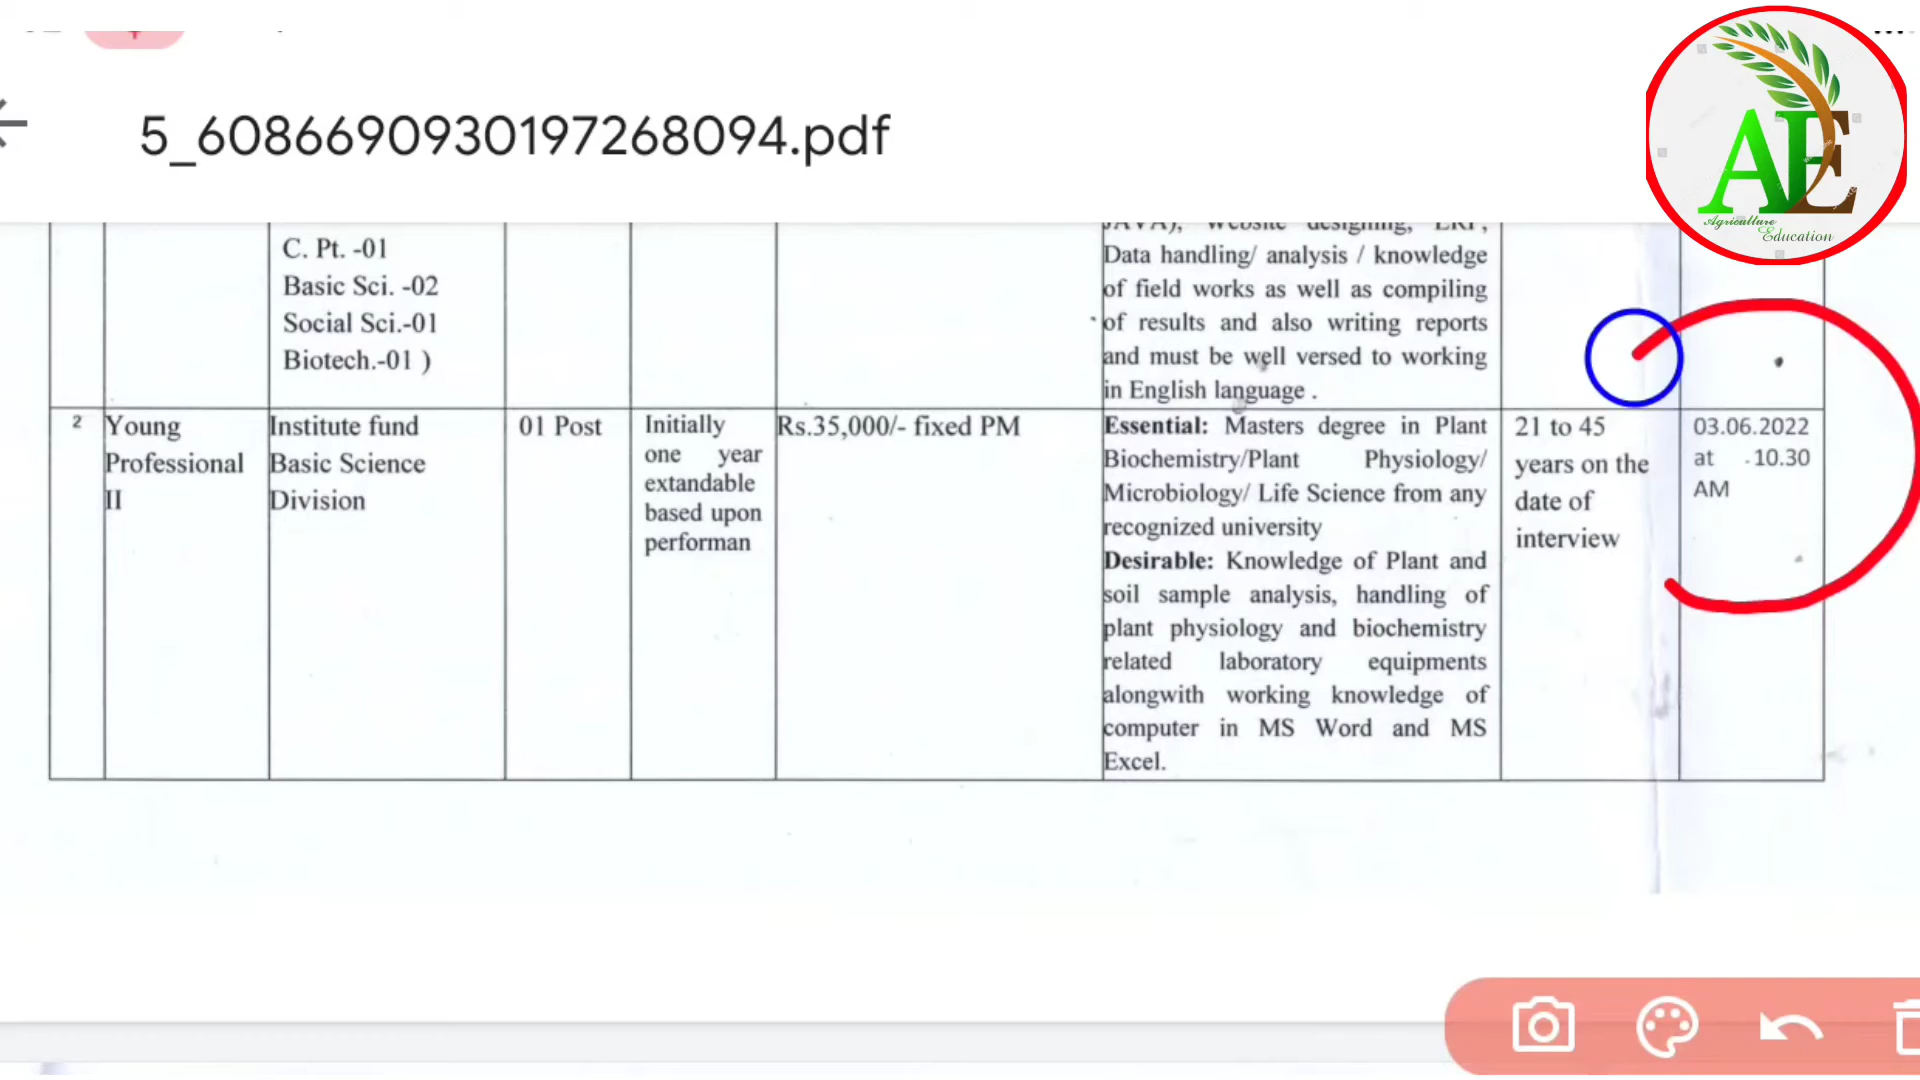 5_6086690930197268094.pdf
AE
Agriculture
Education
C. Pt. -01
Basic Sci. -02
Social Sci.-01
Biotech.-01 )
JAVA), website designing, ERP,
Data handling/ analysis / knowledge
of field works as well as compiling
of results and also writing reports
and must be well versed to working
in English language .
2
Young
Professional
II
Institute fund
Basic Science
Division
01 Post
Initially
one year
extandable
based upon
performan
Rs.35,000/- fixed PM
Essential: Masters degree in Plant
Biochemistry/Plant Physiology/
Microbiology/ Life Science from any
recognized university
Desirable: Knowledge of Plant and
soil sample analysis, handling of
plant physiology and biochemistry
related laboratory equipments
alongwith working knowledge of
computer in MS Word and MS
Excel.
21 to 45
years on the
date of
interview
03.06.2022
at 10.30
AM